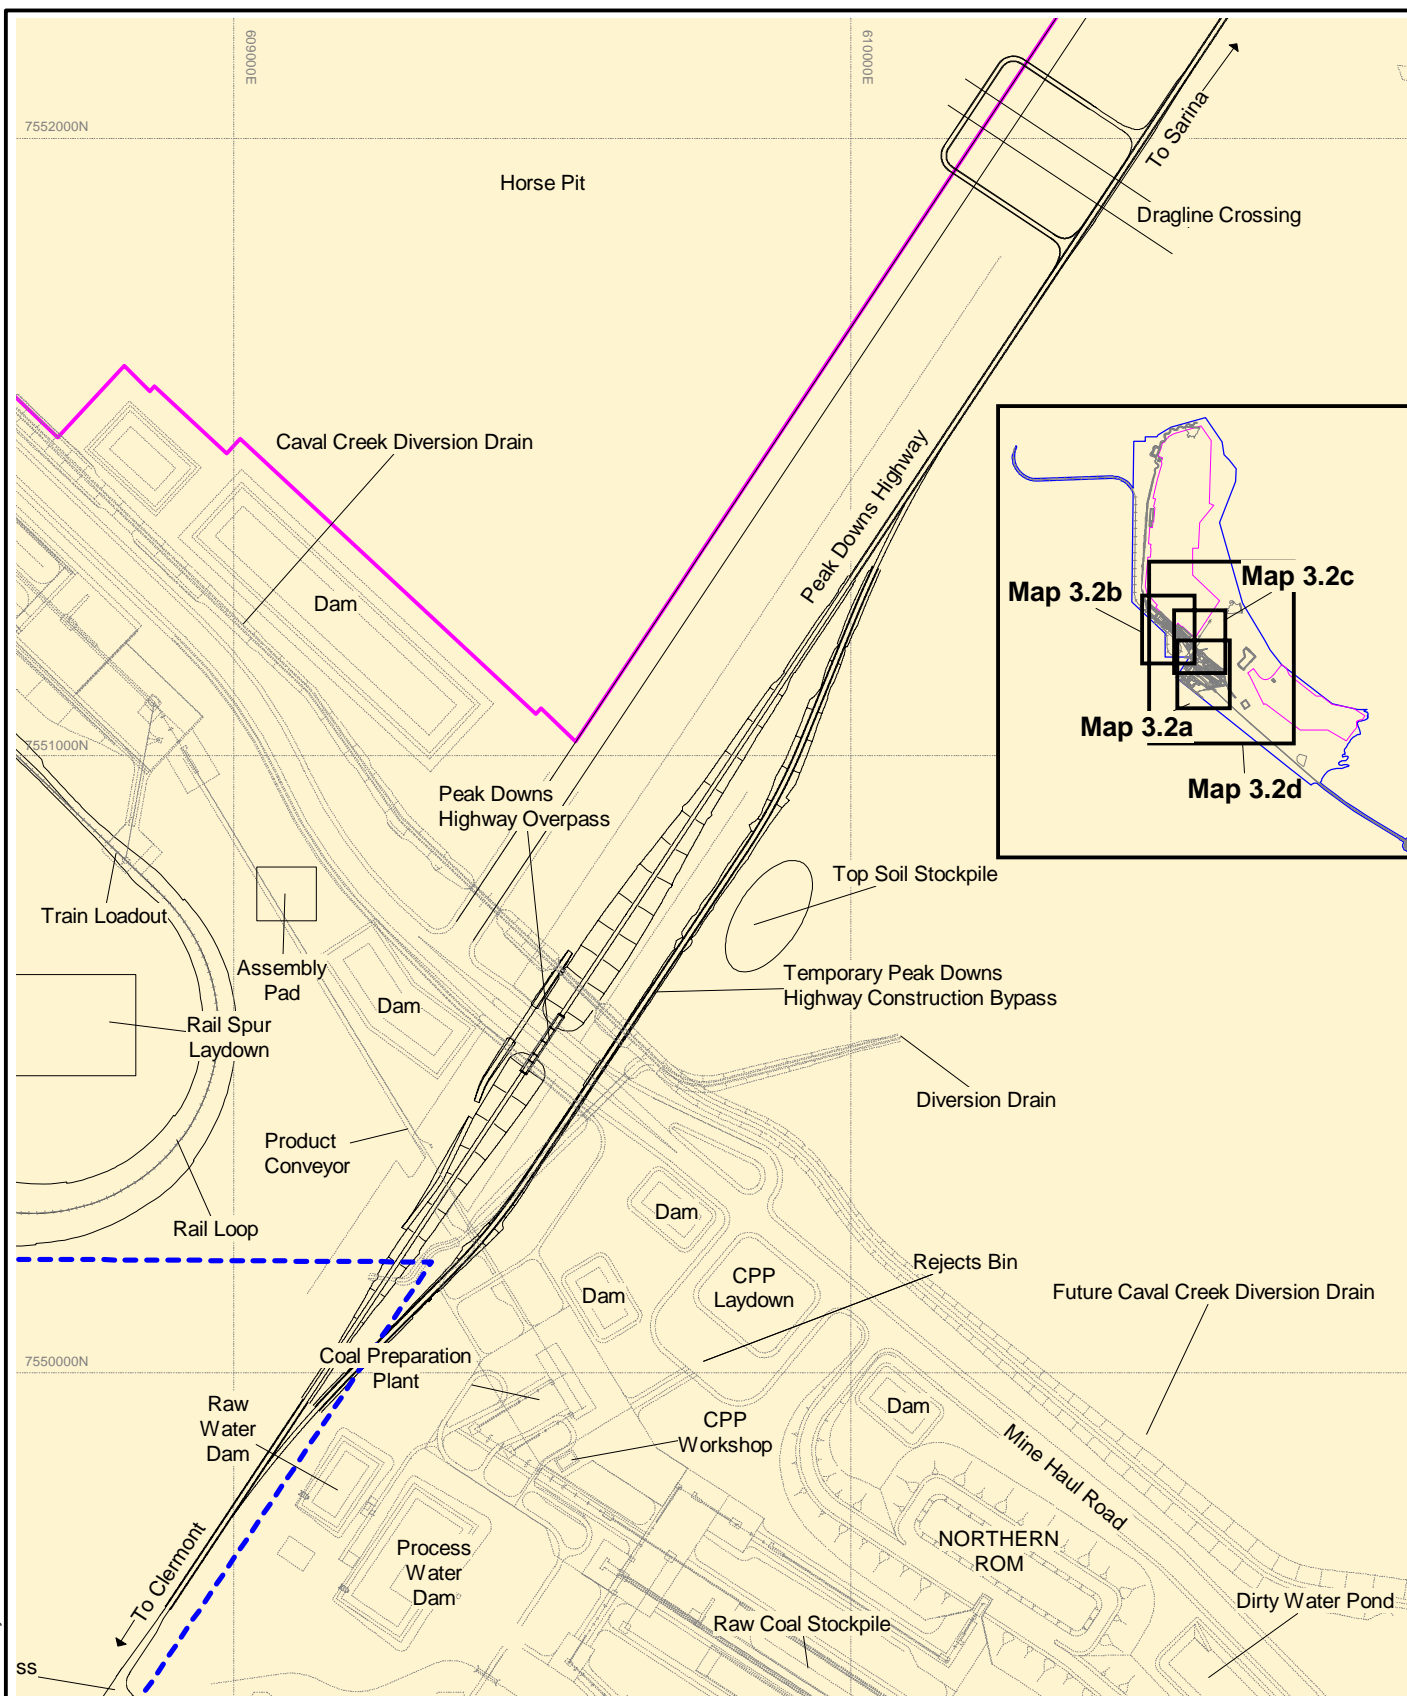 609000E
610000E
7552000N
To Sarina
Horse Pit
Dragline Crossing
Caval Creek Diversion Drain
Peak Downs Highway
Map 3.2c
Map 3.2b
Dam
Map 3.2a
7551000N
Map 3.2d
Peak Downs
Highway Overpass
Top Soil Stockpile
Train Loadout
Assembly
Pad
Temporary Peak Downs
Highway Construction Bypass
Dam
Rail Spur
Laydown
Diversion Drain
Product
Conveyor
Dam
Rail Loop
Rejects Bin
CPP
Laydown
Dam
Future Caval Creek Diversion Drain
Coal Preparation
Plant
7550000N
Raw
Water
Dam
Dam
CPP
Workshop
Mine Haul Road
NORTHERN
ROM
Process
Water
Dam
To Clermont
Dirty Water Pond
Raw Coal Stockpile
ss